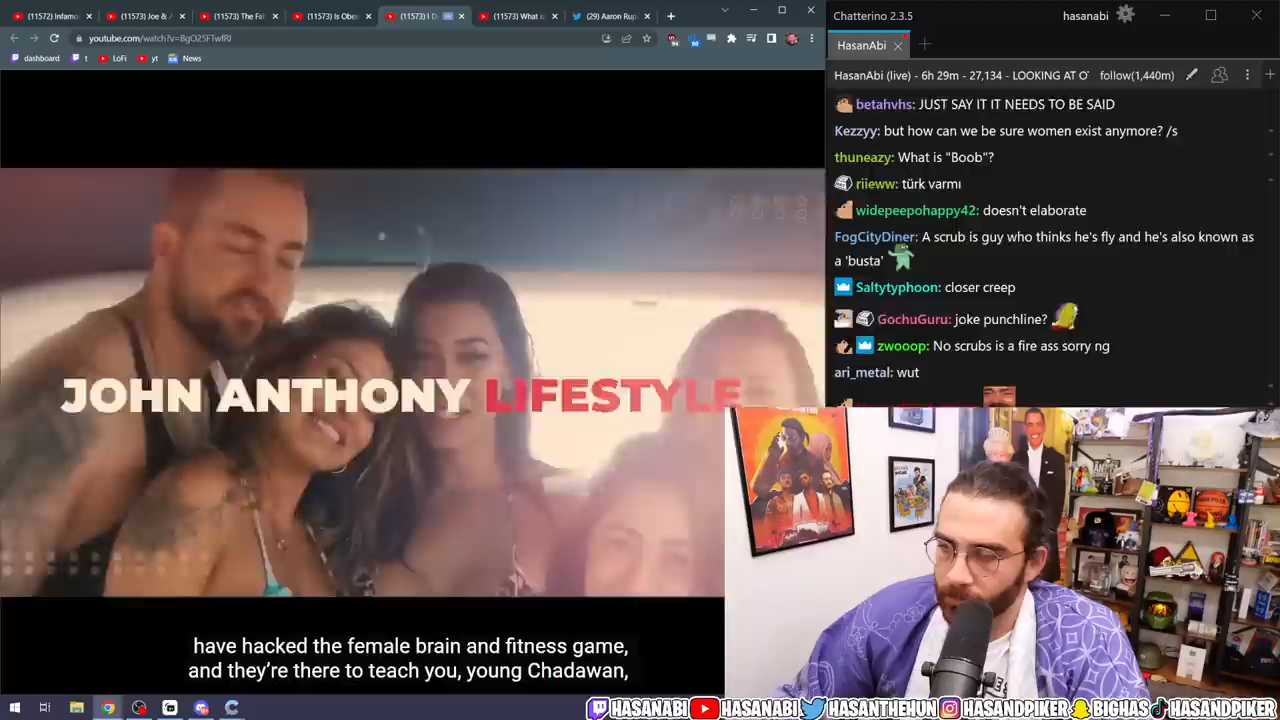 (11572) Infamo
(11573) Joe & A
(11573) The Fal
(11573) Is Obes
(11573) I D
(11573) What is
(29) Aaron Rup
youtube.com/watch?v=8gO25FTwfRI
dashboard
t
LoFi
yt
News
Chatterino 2.3.5
hasanabi
HasanAbi
HasanAbi (live) - 6h 29m - 27,134 - LOOKING AT O
follow(1,440m)
betahvhs: JUST SAY IT IT NEEDS TO BE SAID
Kezzyy: but how can we be sure women exist anymore? /s
thuneazy: What is "Boob"?
riieww: türk varmı
widepeepohappy42: doesn't elaborate
FogCityDiner: A scrub is guy who thinks he's fly and he's also known as
a 'busta'
Saltytyphoon: closer creep
GochuGuru: joke punchline?
zwooop: No scrubs is a fire ass sorry ng
ari_metal: wut
JOHN ANTHONY LIFESTYLE
have hacked the female brain and fitness game,
and they're there to teach you, young Chadawan,
HASANABI HASANABI HASANTHEHUN HASANDPIKER BIGHAS HASANDPIKER